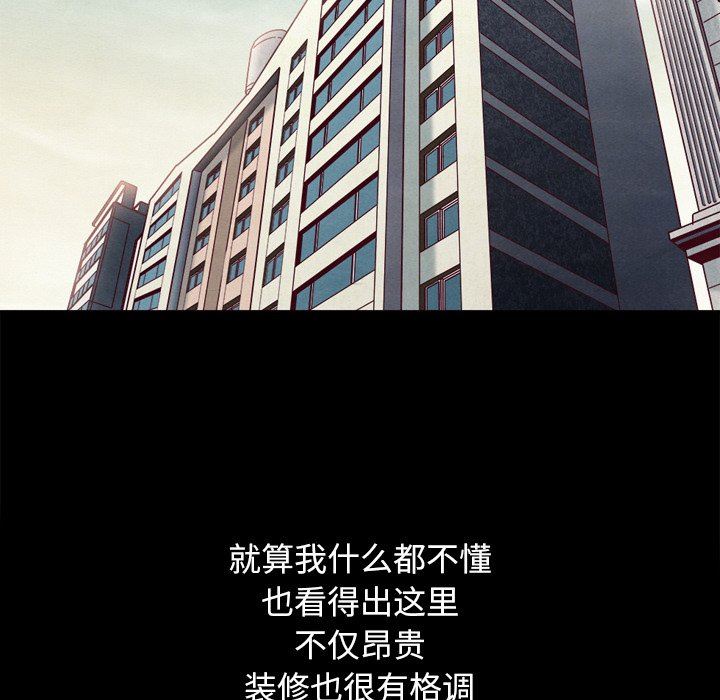 就算我什么都不懂
也看得出这里
不仅昂贵
装修也很有格调